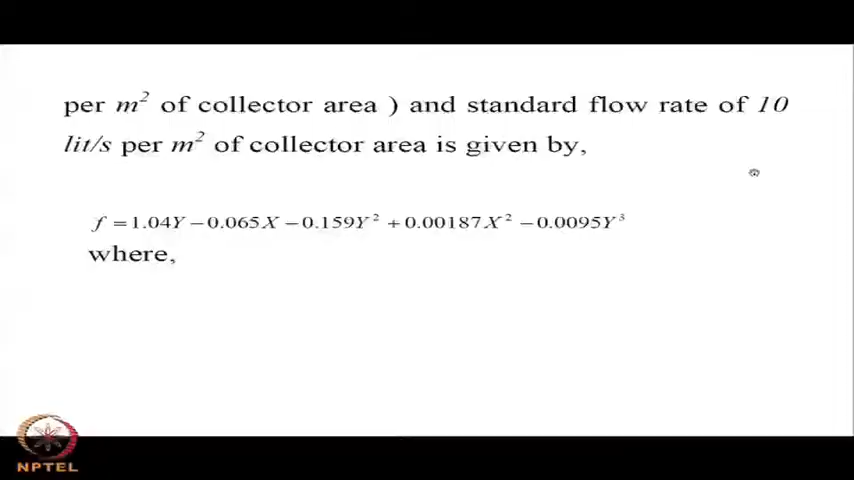 per m² of collector area ) and standard flow rate of 10
lit/s per m² of collector area is given by,
f = 1.04Y − 0.065X − 0.159Y² + 0.00187X² − 0.0095Y³
where,
NPTEL